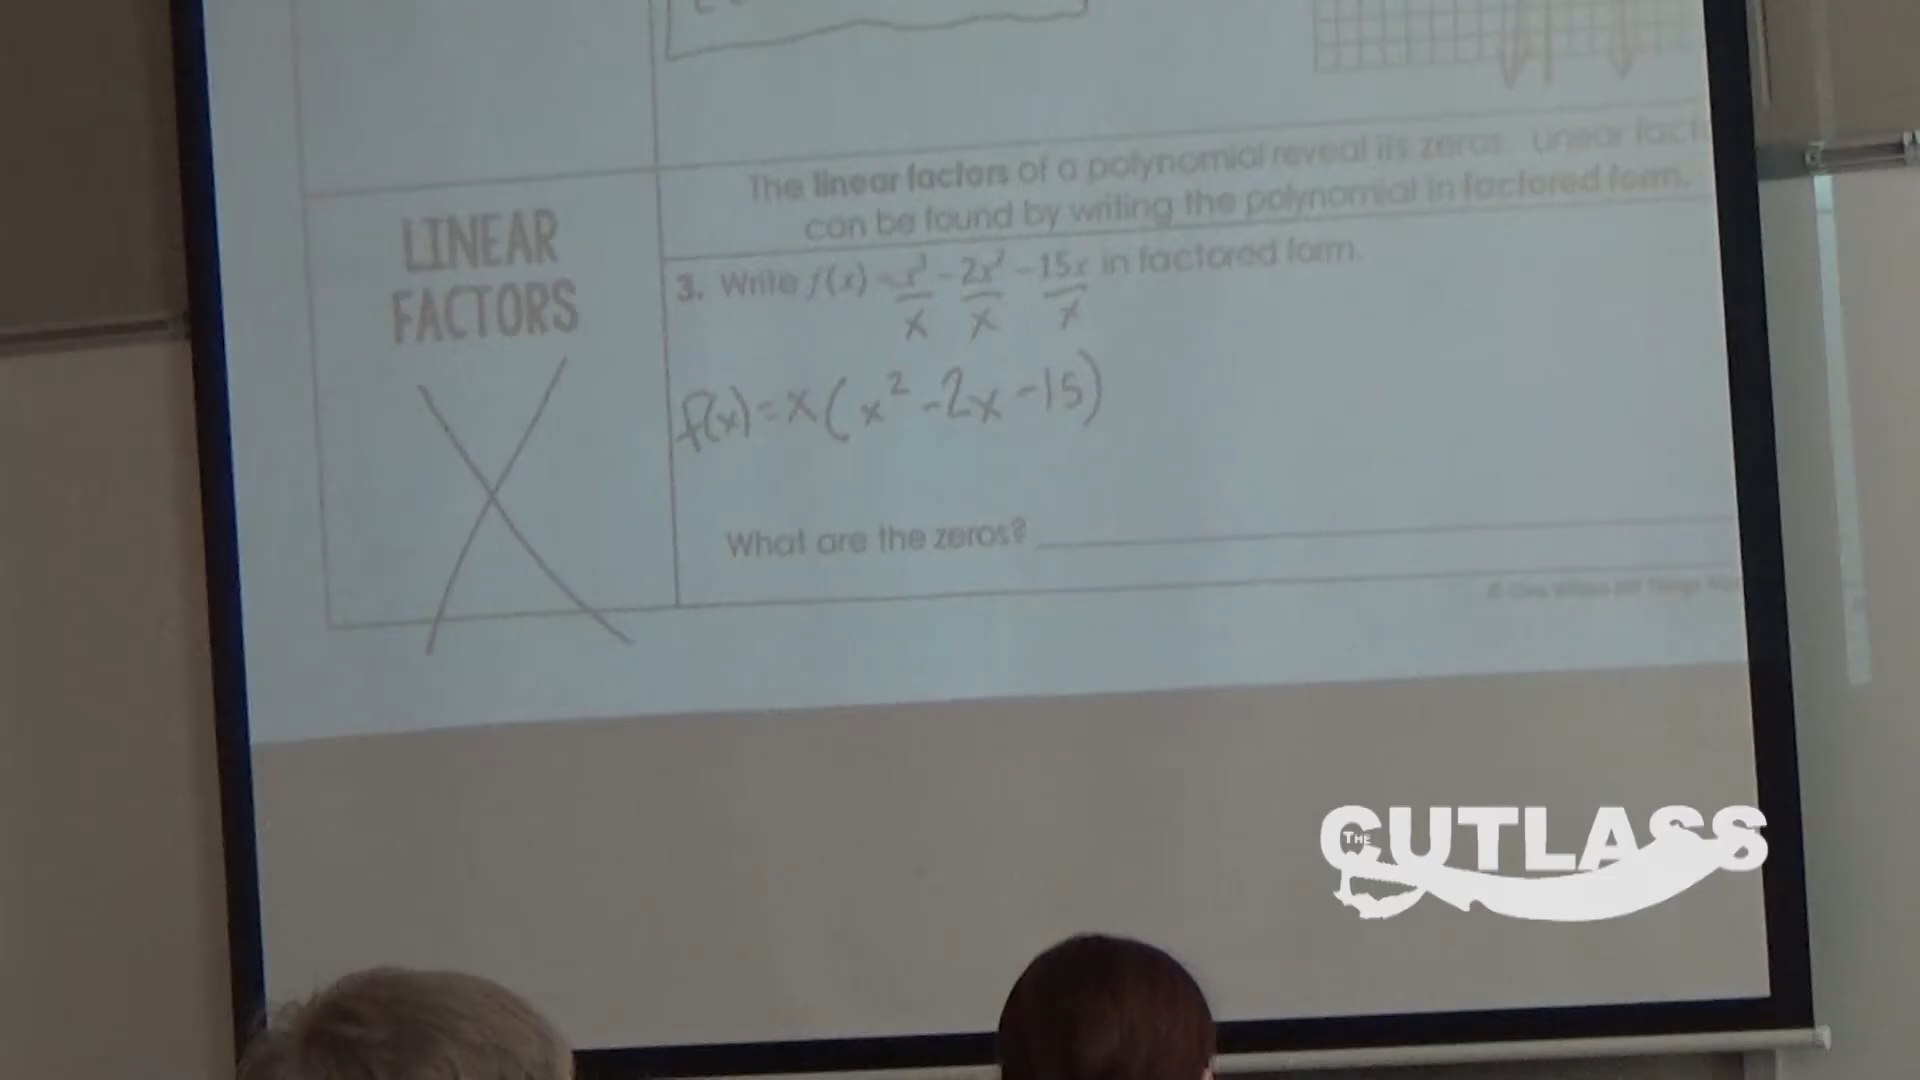 The linear factors of a polynomial reveal its zeros. Linear
can be found by writing the polynomial in factored form.
LINEAR
FACTORS
3. Write f(x) = x³ - 2x² - 15x in factored form.
x x x
f(x) = x(x² - 2x - 15)
What are the zeros?
THE CUTLASS